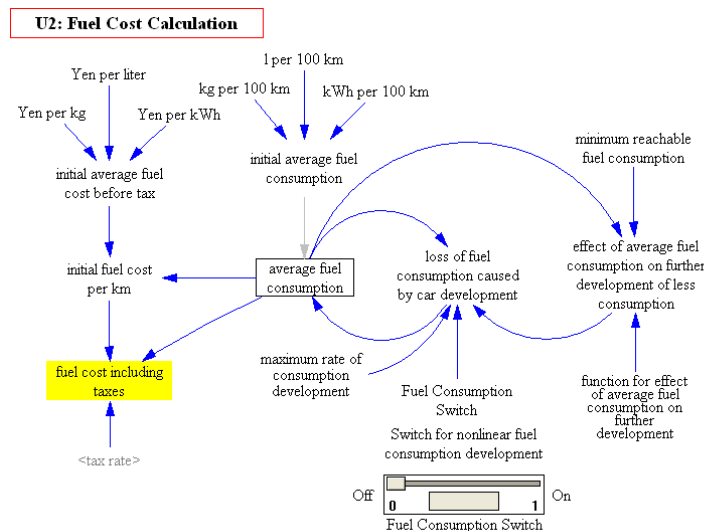 U2: Fuel Cost Calculation
l per 100 km
Yen per liter
kg per 100 km
kWh per 100 km
Yen per kg
Yen per kWh
initial average fuel
cost before tax
initial average fuel
consumption
minimum reachable
fuel consumption
initial fuel cost
per km
average fuel
consumption
loss of fuel
consumption caused
by car development
effect of average fuel
consumption on further
development of less
consumption
fuel cost including
taxes
<tax rate>
maximum rate of
consumption
development
Fuel Consumption
Switch
function for effect
of average fuel
consumption on
further
development
Switch for nonlinear fuel
consumption development
Off
0
1
On
Fuel Consumption Switch